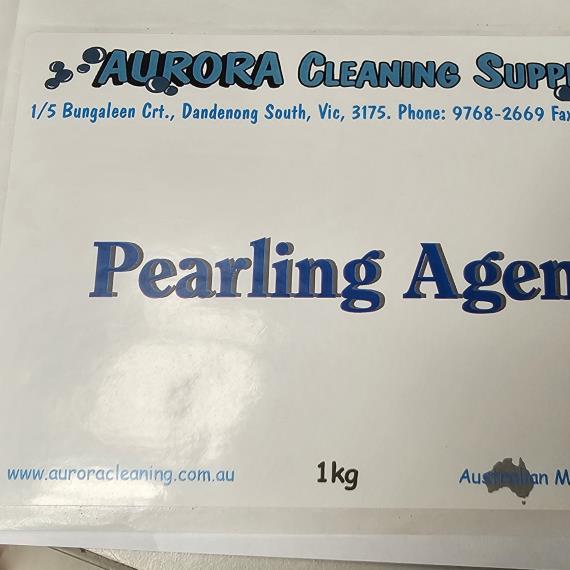 AURORA CLEANING SUPP
1/5 Bungaleen Crt., Dandenong South, Vic, 3175. Phone: 9768-2669 Fax
Pearling Agen
www.auroracleaning.com.au 1kg Australian M